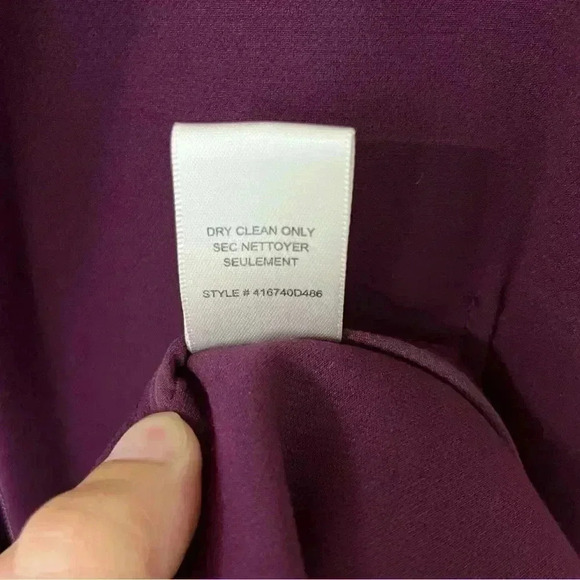 DRY CLEAN ONLY
SEC NETTOYER
SEULEMENT
STYLE # 416740D486